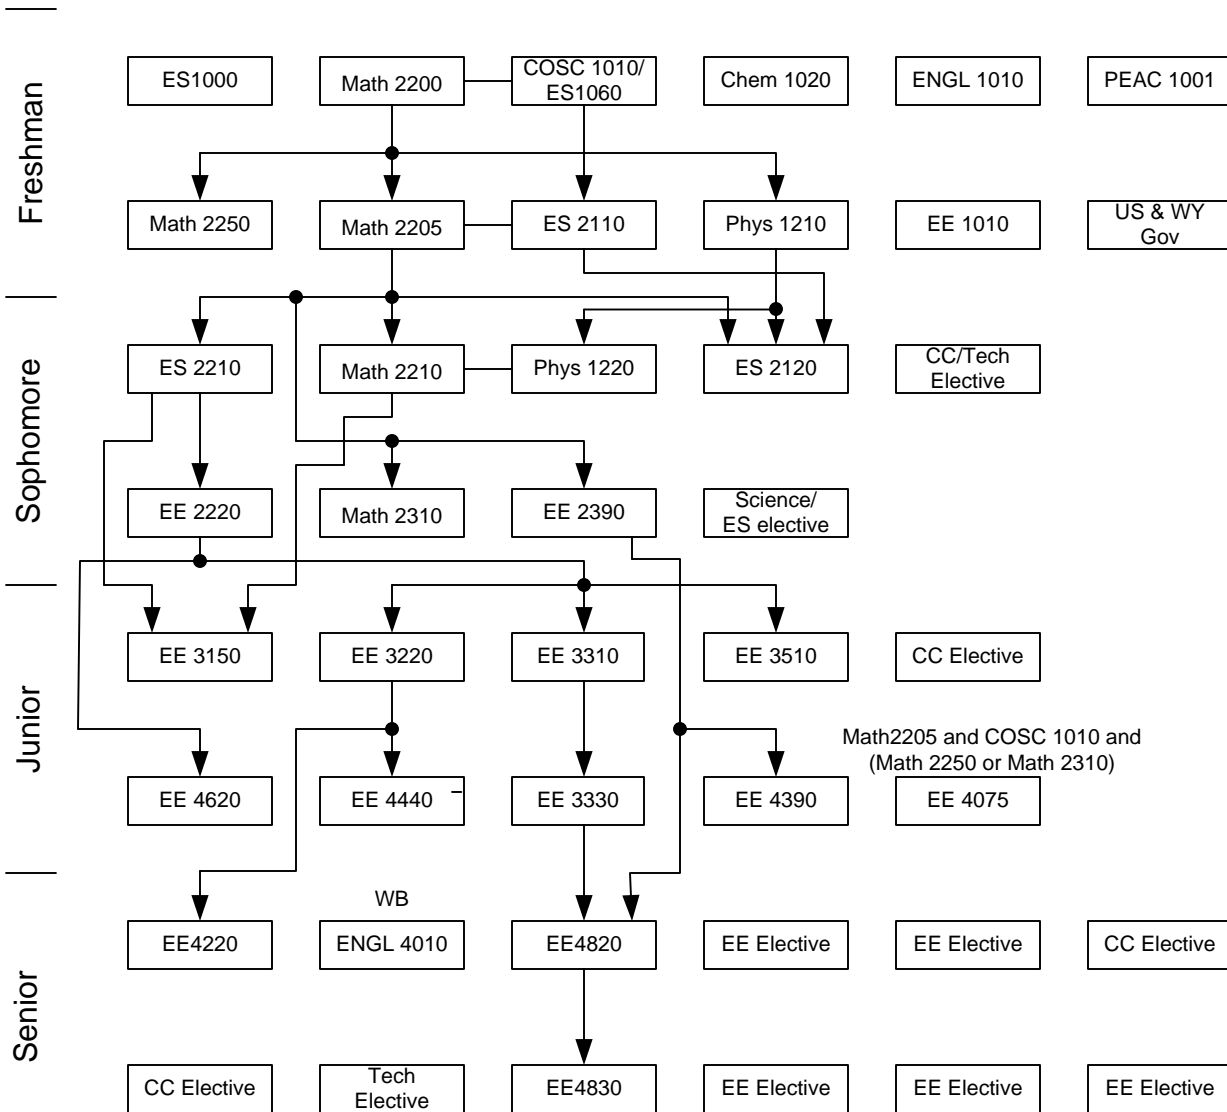 Freshman
ES1000
Math 2200
COSC 1010/
ES1060
Chem 1020
ENGL 1010
PEAC 1001
Math 2250
Math 2205
ES 2110
Phys 1210
EE 1010
US & WY
Gov
Sophomore
ES 2210
Math 2210
Phys 1220
ES 2120
CC/Tech
Elective
EE 2220
Math 2310
EE 2390
Science/
ES elective
Junior
EE 3150
EE 3220
EE 3310
EE 3510
CC Elective
Math2205 and COSC 1010 and
(Math 2250 or Math 2310)
EE 4620
EE 4440
EE 3330
EE 4390
EE 4075
Senior
WB
EE4220
ENGL 4010
EE4820
EE Elective
EE Elective
CC Elective
CC Elective
Tech
Elective
EE4830
EE Elective
EE Elective
EE Elective